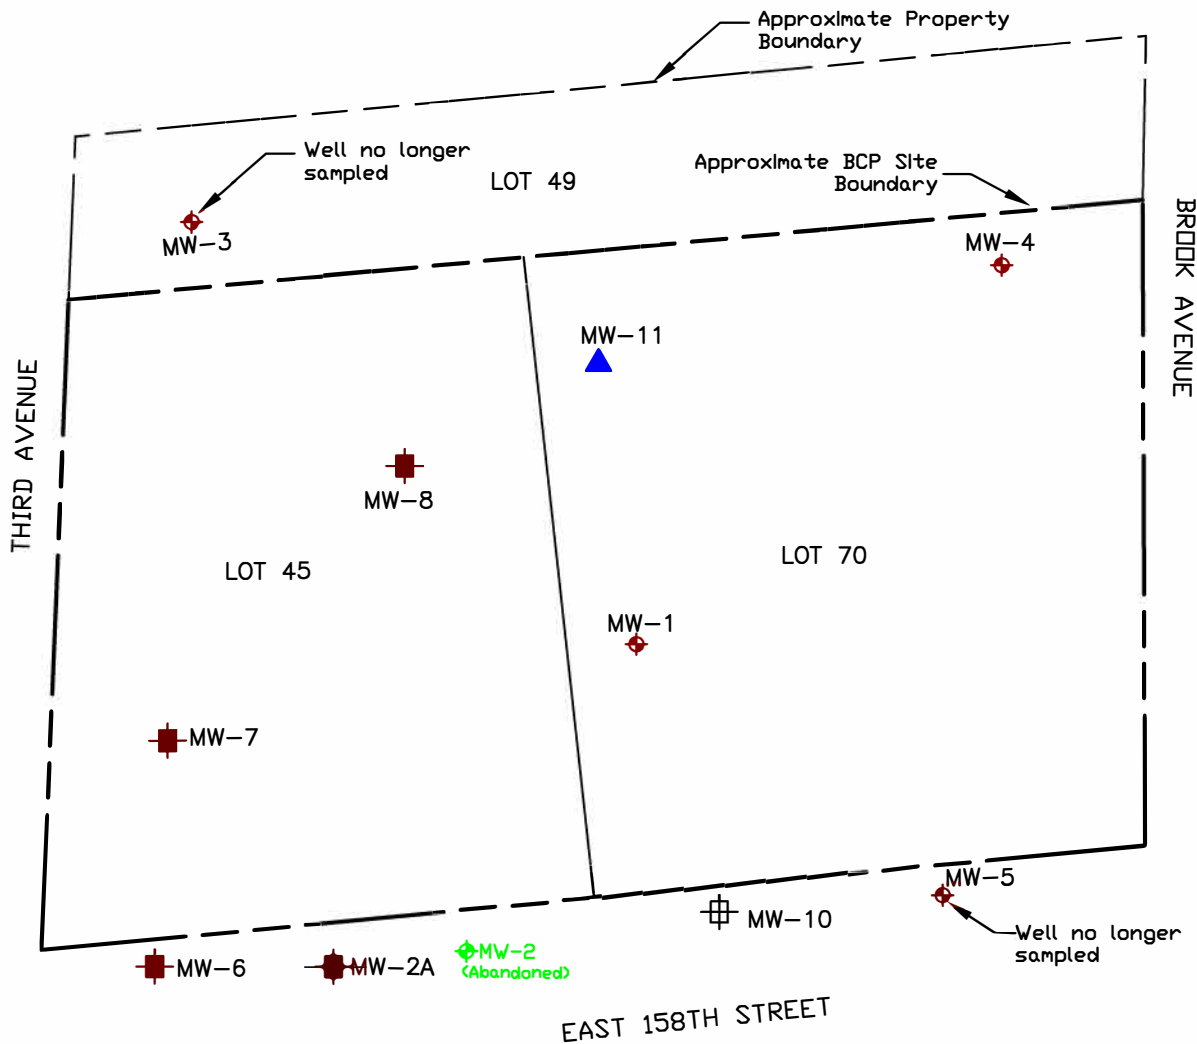 Approximate Property
Boundary
Well no longer
sampled
LOT 49
Approximate BCP Site
Boundary
MW-3
MW-4
BROOK AVENUE
MW-11
THIRD AVENUE
MW-8
LOT 45
LOT 70
MW-1
MW-7
MW-5
MW-10
Well no longer
sampled
MW-6
MW-2A
MW-2
(Abandoned)
EAST 158TH STREET